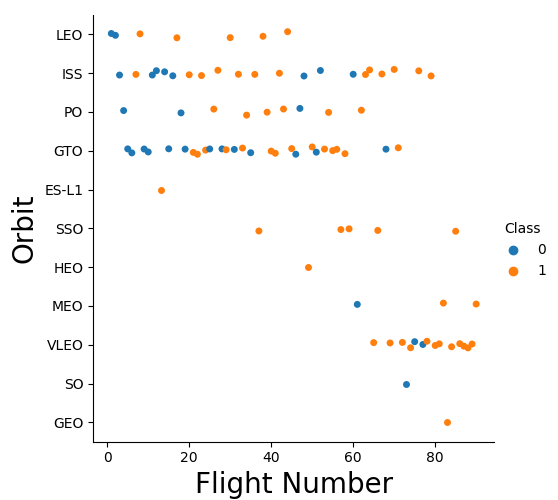 LEO
ISS
PO
GTO
ES-L1
SSO
HEO
MEO
VLEO
SO
GEO
Orbit
0 20 40 60 80
Flight Number
Class
0
1